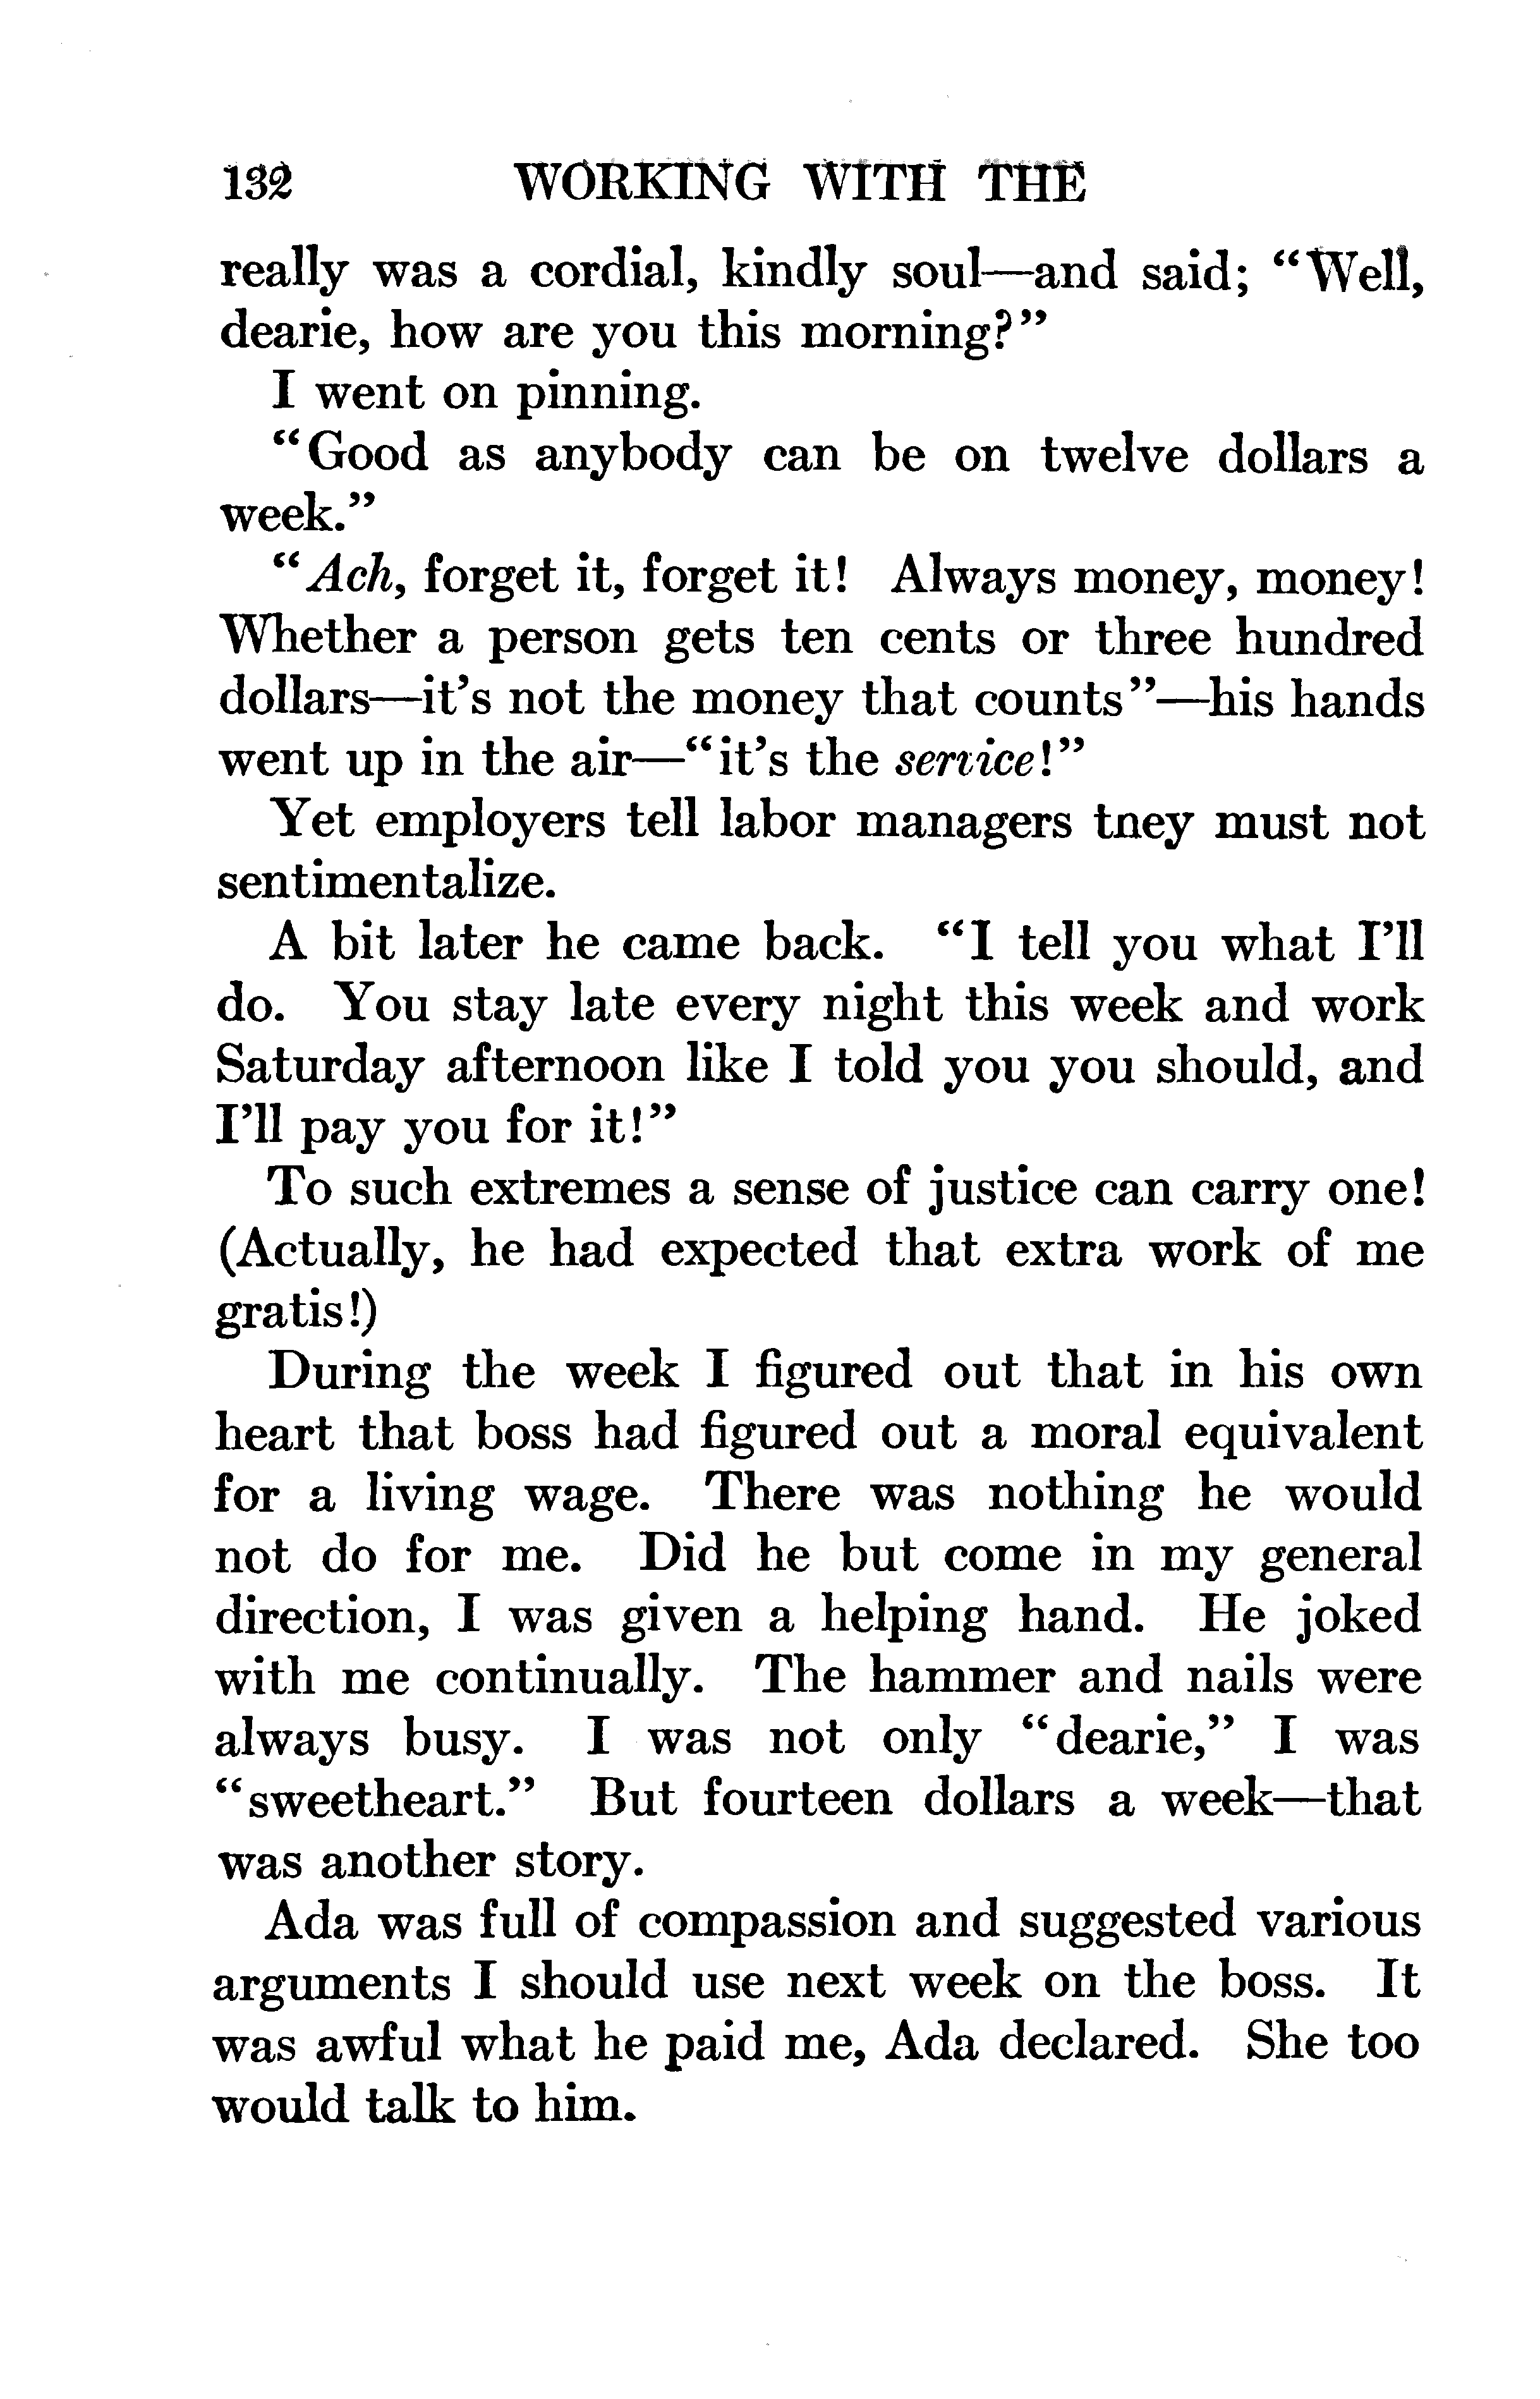 132 WORKING WITH THE
really was a cordial, kindly soul—and said; “Well,
dearie, how are you this morning?”
I went on pinning.
“Good as anybody can be on twelve dollars a
week.”
“Ach, forget it, forget it! Always money, money!
Whether a person gets ten cents or three hundred
dollars—it’s not the money that counts”—his hands
went up in the air—“it’s the service!”
Yet employers tell labor managers they must not
sentimentalize.
A bit later he came back. “I tell you what I’ll
do. You stay late every night this week and work
Saturday afternoon like I told you you should, and
I’ll pay you for it!”
To such extremes a sense of justice can carry one!
(Actually, he had expected that extra work of me
gratis!)
During the week I figured out that in his own
heart that boss had figured out a moral equivalent
for a living wage. There was nothing he would
not do for me. Did he but come in my general
direction, I was given a helping hand. He joked
with me continually. The hammer and nails were
always busy. I was not only “dearie,” I was
“sweetheart.” But fourteen dollars a week—that
was another story.
Ada was full of compassion and suggested various
arguments I should use next week on the boss. It
was awful what he paid me, Ada declared. She too
would talk to him.